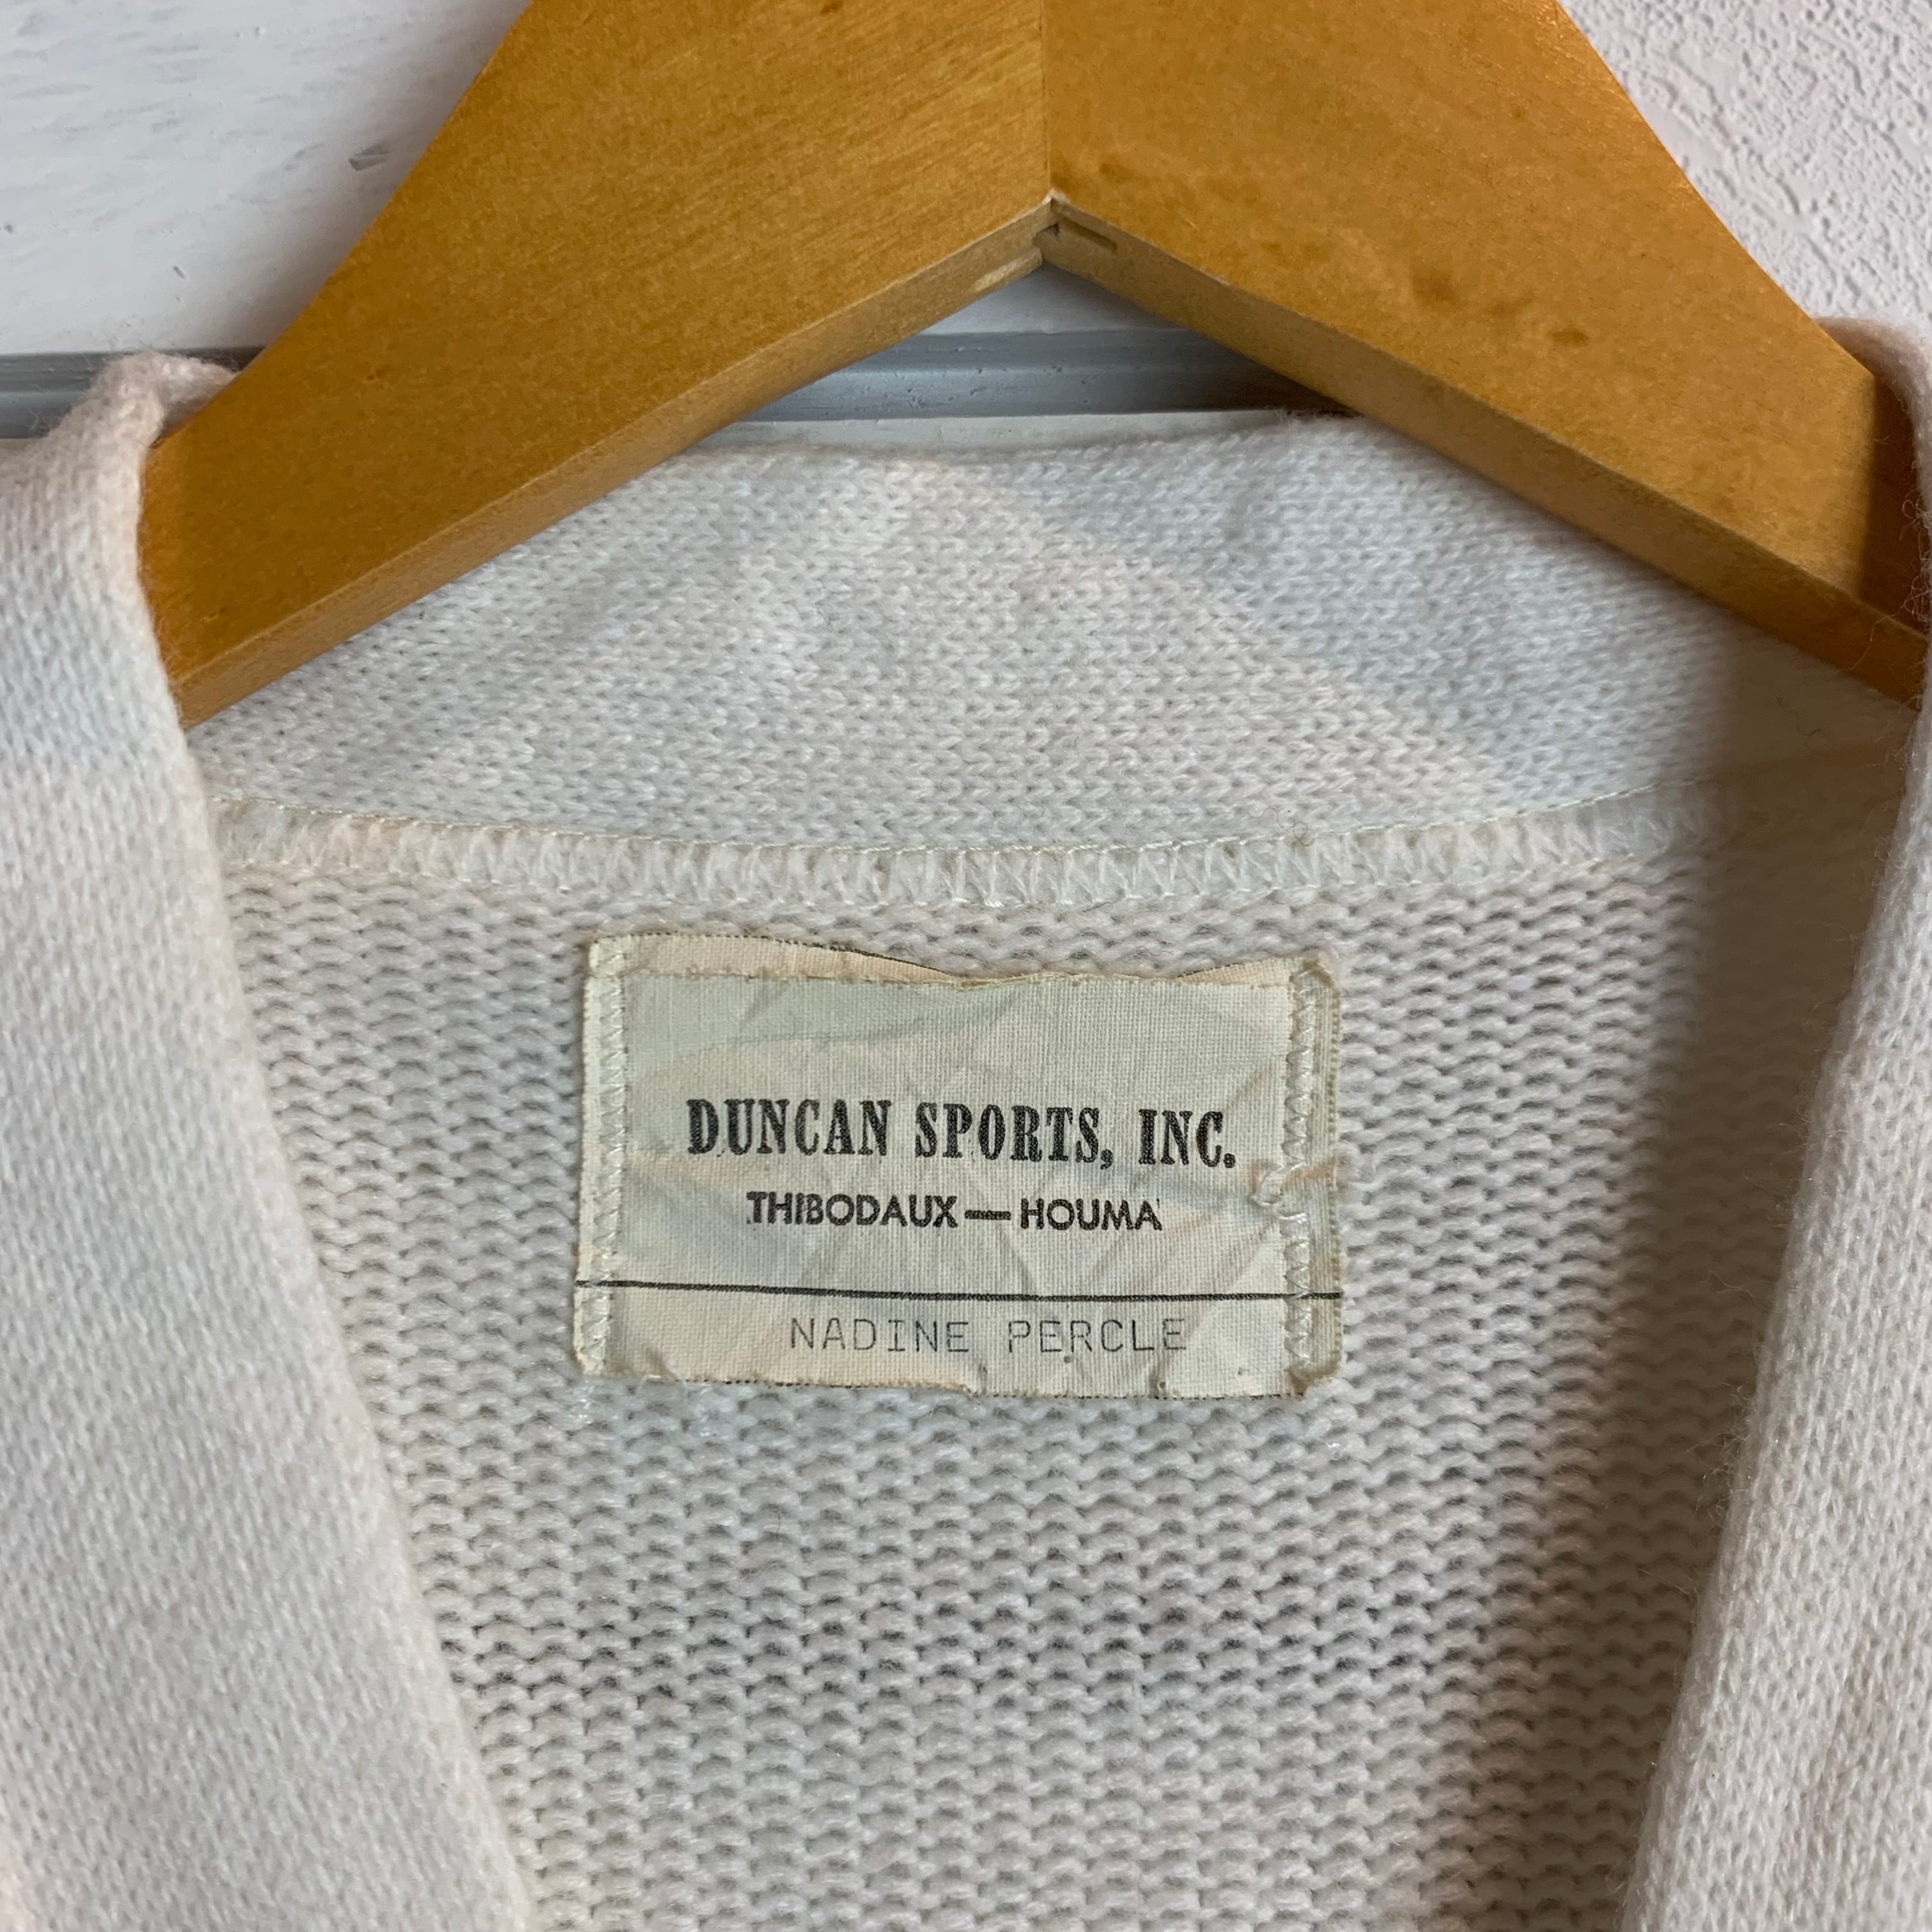 DUNCAN SPORTS, INC.
THIBODAUX — HOUMA
NADINE PERCLE